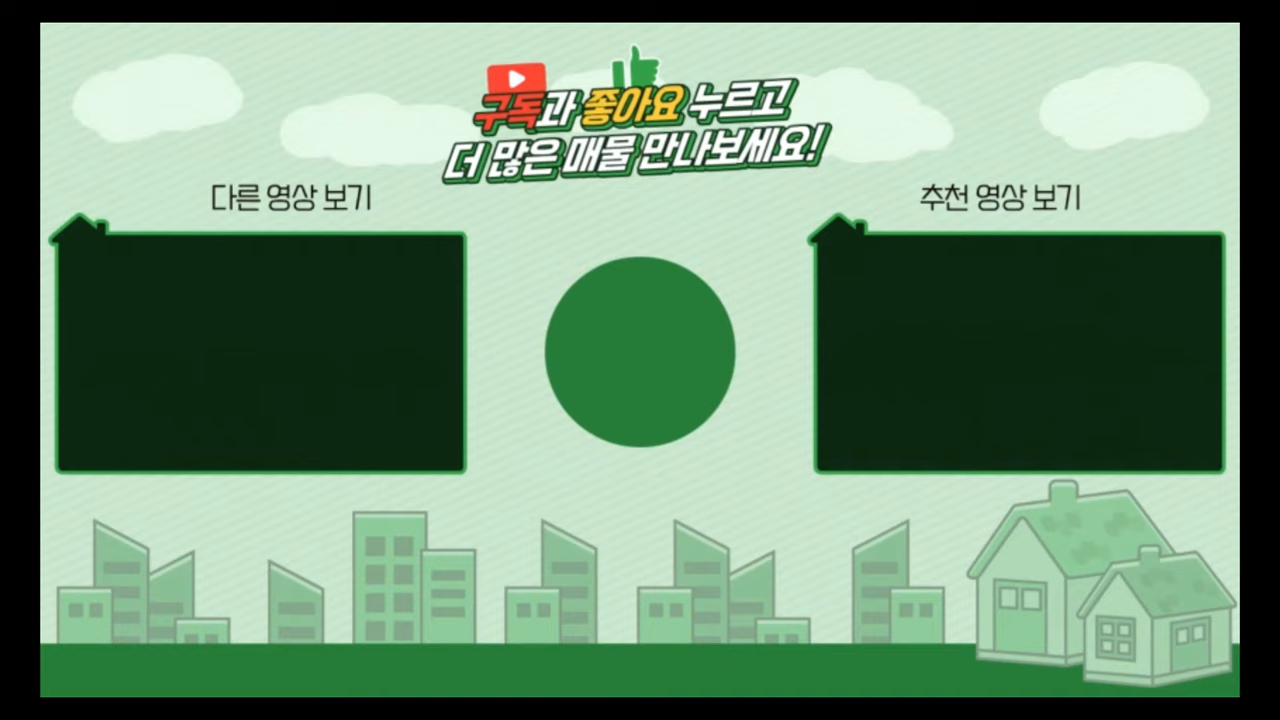 구독과 좋아요 누르고
더 많은 매물 만나보세요!
다른 영상 보기
추천 영상 보기